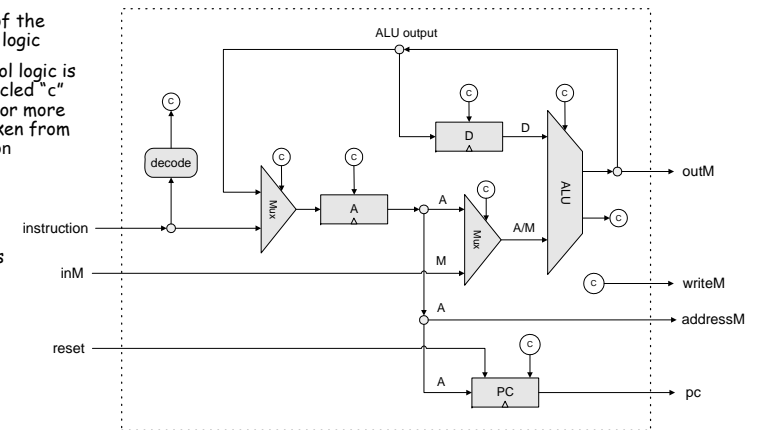 of the
logic
ol logic is
cled "c"
or more
ken from
on
s
ALU output
C
C
C
D
D
decode
C
C
C
Mux
A
A
Mux
A/M
ALU
outM
C
instruction
inM
M
C
writeM
A
addressM
reset
C
A
PC
pc